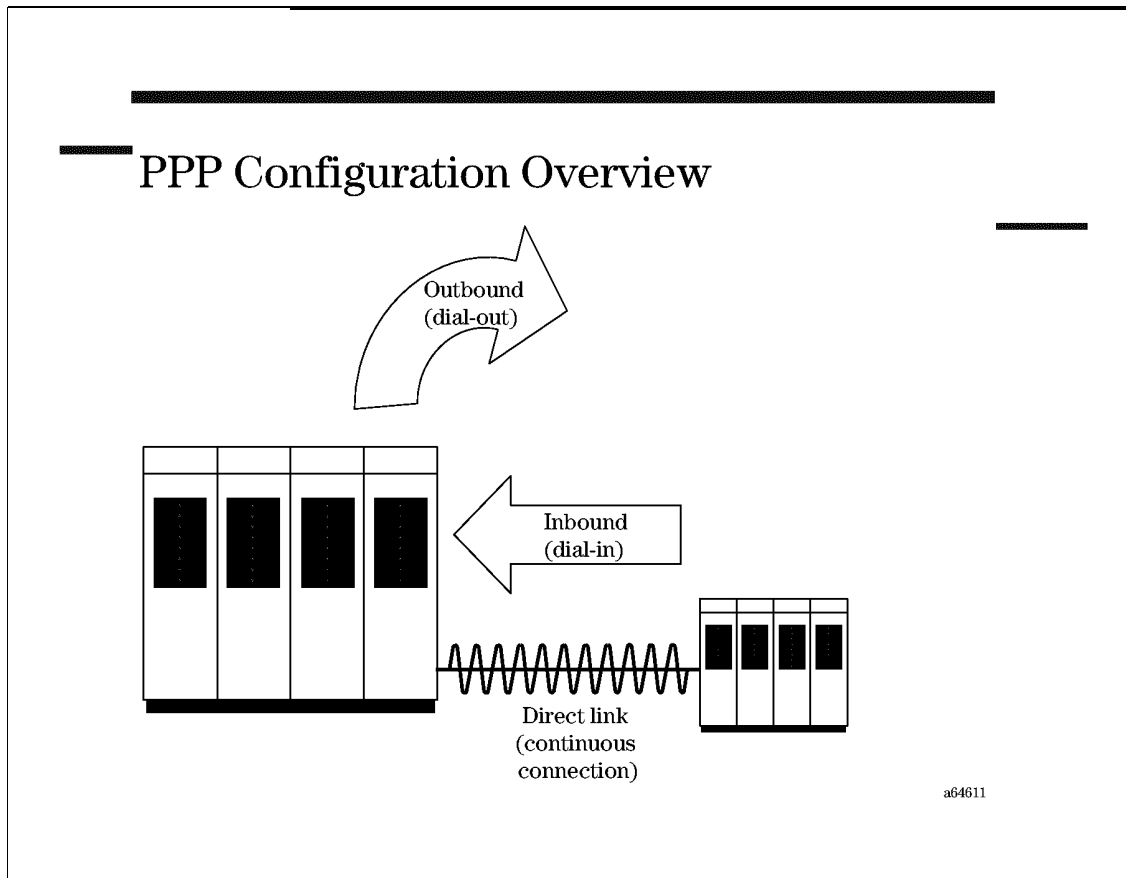 PPP Configuration Overview
Outbound
(dial-out)
Inbound
(dial-in)
Direct link
(continuous
connection)
a64611